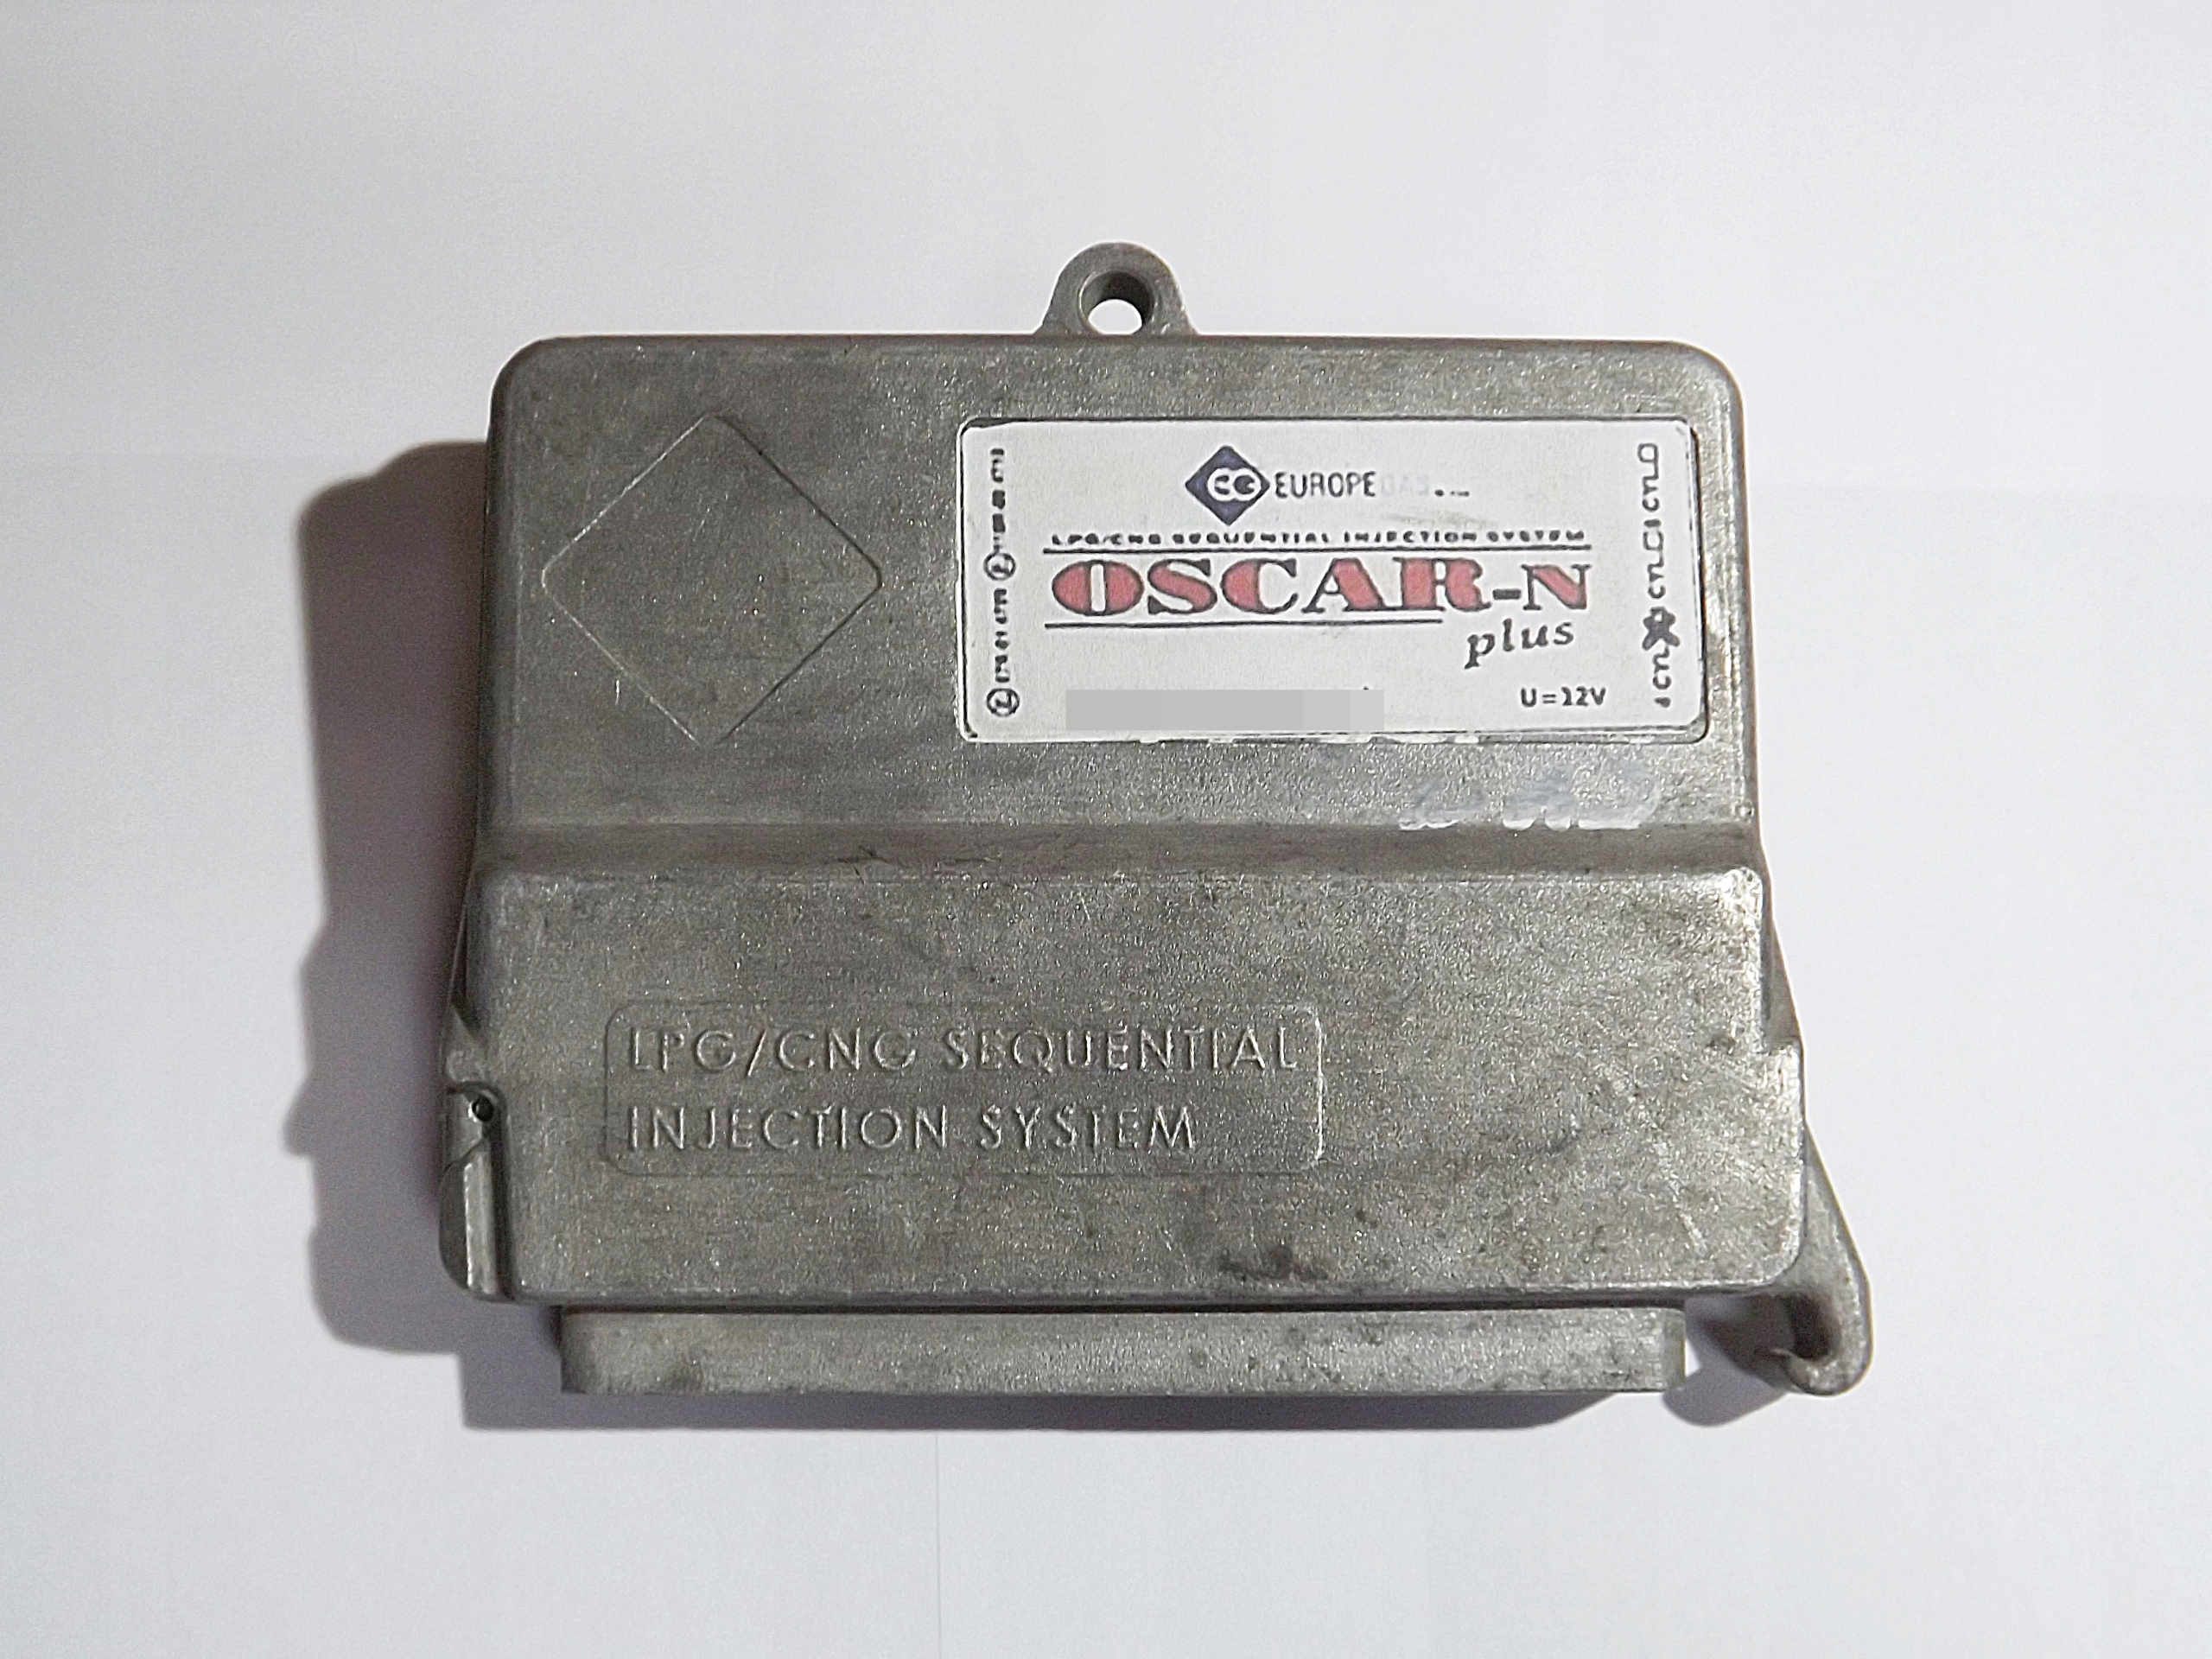 EUROPE
LPG/CNG SEQUENTIAL INJECTION SYSTEM
OSCAR-N
plus
U=12V
LPG/CNG SEQUENTIAL
INJECTION SYSTEM